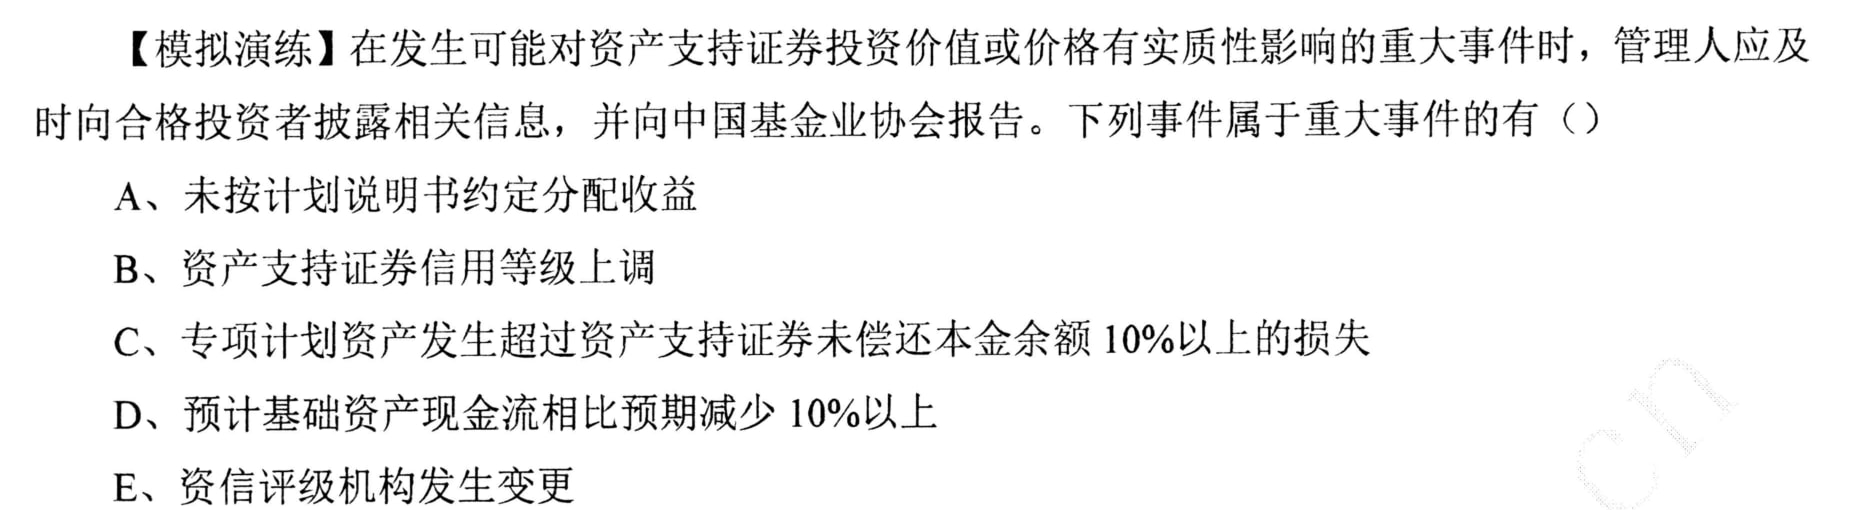 【模拟演练】在发生可能对资产支持证券投资价值或价格有实质性影响的重大事件时，管理人应及
时向合格投资者披露相关信息，并向中国基金业协会报告。下列事件属于重大事件的有（）
A、未按计划说明书约定分配收益
B、资产支持证券信用等级上调
C、专项计划资产发生超过资产支持证券未偿还本金余额 10%以上的损失
D、预计基础资产现金流相比预期减少 10%以上
E、资信评级机构发生变更
cn